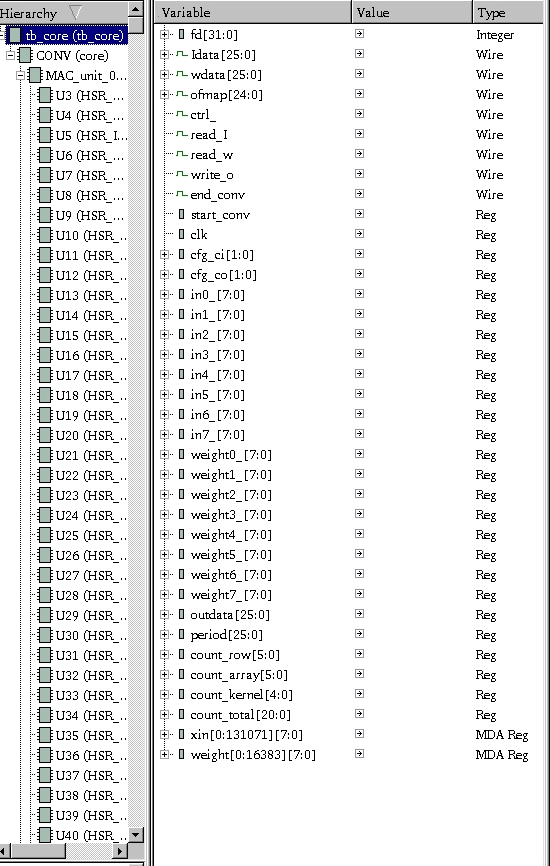 Hierarchy
tb_core (tb_core)
CONV (core)
MAC_unit_0...
U3 (HSR_...
U4 (HSR_...
U5 (HSR_I...
U6 (HSR_...
U7 (HSR_...
U8 (HSR_...
U9 (HSR_...
U10 (HSR_..
U11 (HSR_..
U12 (HSR_..
U13 (HSR_..
U14 (HSR_..
U15 (HSR_..
U16 (HSR_..
U17 (HSR_..
U18 (HSR_..
U19 (HSR_..
U20 (HSR_..
U21 (HSR_..
U22 (HSR_..
U23 (HSR_..
U24 (HSR_..
U25 (HSR_..
U26 (HSR_..
U27 (HSR_..
U28 (HSR_..
U29 (HSR_..
U30 (HSR_..
U31 (HSR_..
U32 (HSR_..
U33 (HSR_..
U34 (HSR_..
U35 (HSR_..
U36 (HSR_..
U37 (HSR_..
U38 (HSR_..
U39 (HSR_..
U40 (HSR_..
Variable Value Type
fd[31:0] Integer
Idata[25:0] Wire
wdata[25:0] Wire
ofmap[24:0] Wire
ctrl_ Wire
read_I Wire
read_w Wire
write_o Wire
end_conv Wire
start_conv Reg
clk Reg
cfg_ci[1:0] Reg
cfg_co[1:0] Reg
in0_[7:0] Reg
in1_[7:0] Reg
in2_[7:0] Reg
in3_[7:0] Reg
in4_[7:0] Reg
in5_[7:0] Reg
in6_[7:0] Reg
in7_[7:0] Reg
weight0_[7:0] Reg
weight1_[7:0] Reg
weight2_[7:0] Reg
weight3_[7:0] Reg
weight4_[7:0] Reg
weight5_[7:0] Reg
weight6_[7:0] Reg
weight7_[7:0] Reg
outdata[25:0] Reg
period[25:0] Reg
count_row[5:0] Reg
count_array[5:0] Reg
count_kernel[4:0] Reg
count_total[20:0] Reg
xin[0:131071][7:0] MDA Reg
weight[0:16383][7:0] MDA Reg